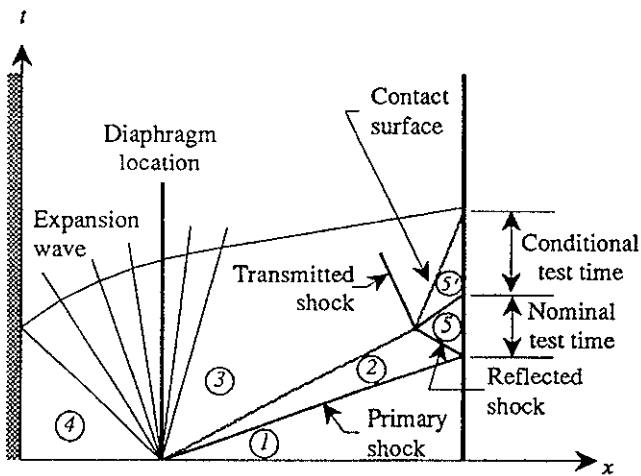 t
Contact
surface
Diaphragm
location
Expansion
wave
Transmitted
shock
5'
Conditional
test time
5
Nominal
test time
3
2
Reflected
shock
4
1
Primary
shock
x